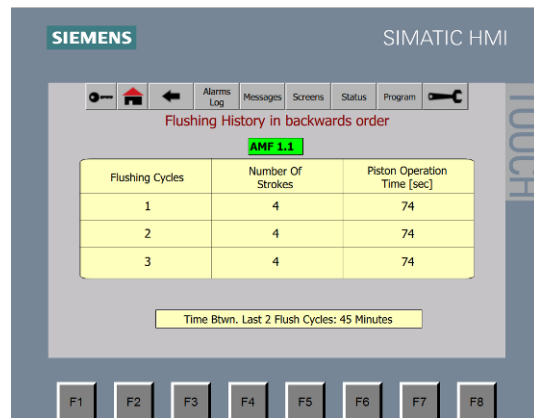 SIEMENS
SIMATIC HMI
TOUCH
Alarms
Log
Messages
Screens
Status
Program
Flushing History in backwards order
AMF 1.1
Flushing Cycles
Number Of
Strokes
Piston Operation
Time [sec]
1 4 74
2 4 74
3 4 74
Time Btwn. Last 2 Flush Cycles: 45 Minutes
F1 F2 F3 F4 F5 F6 F7 F8